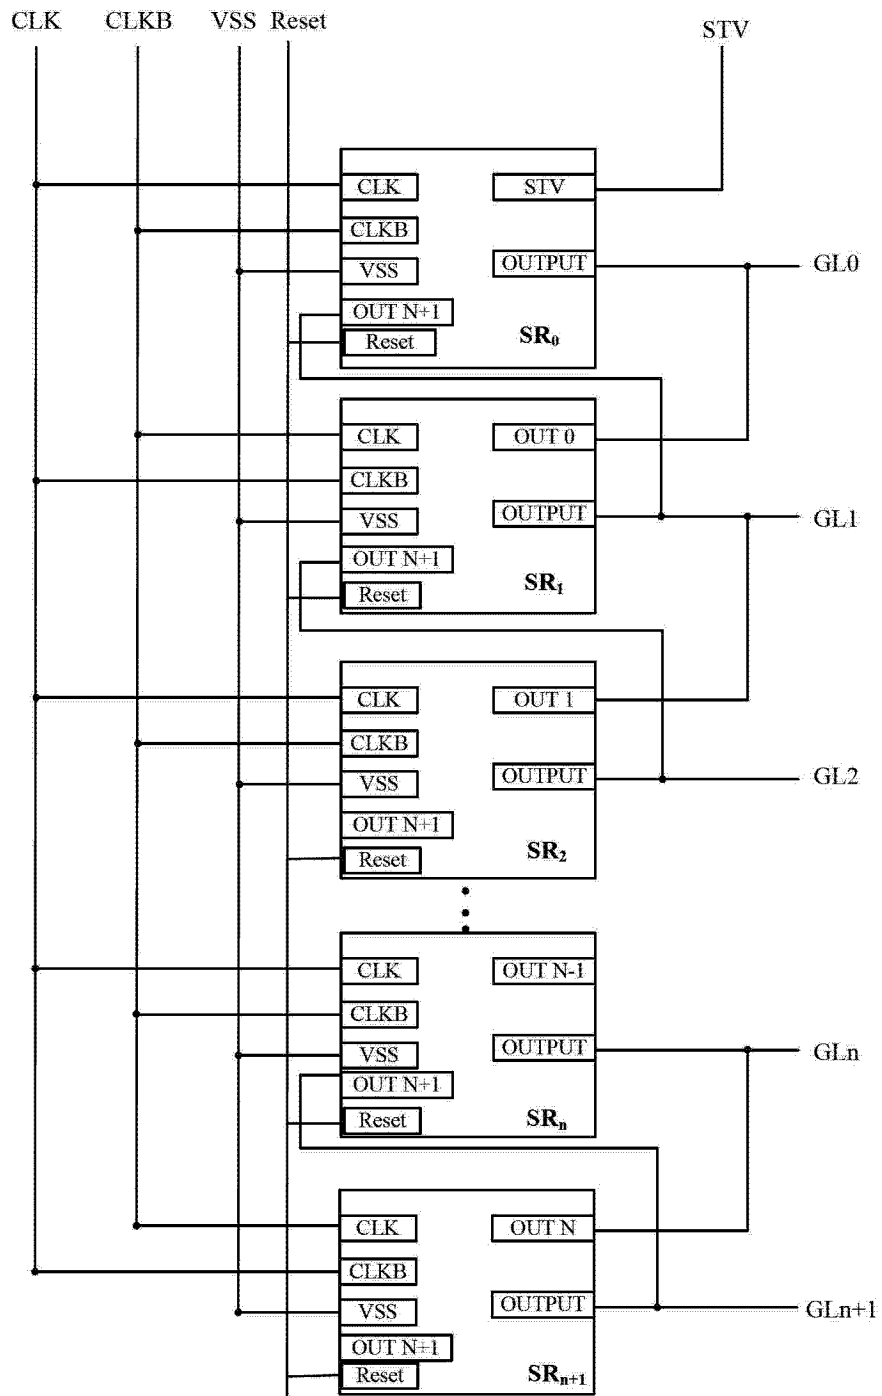 CLK CLKB VSS Reset STV
CLK STV
CLKB
VSS OUTPUT GL0
OUT N+1
Reset SR₀
CLK OUT 0
CLKB
VSS OUTPUT GL1
OUT N+1
Reset SR₁
CLK OUT 1
CLKB
VSS OUTPUT GL2
OUT N+1
Reset SR₂
CLK OUT N-1
CLKB
VSS OUTPUT GLn
OUT N+1
Reset SRₙ
CLK OUT N
CLKB
VSS OUTPUT GLn+1
OUT N+1
Reset SRₙ₊₁